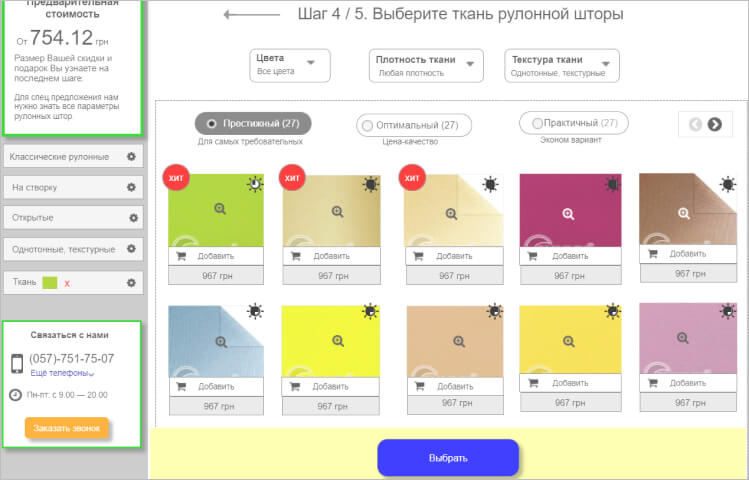 Предварительная
стоимость
От 754.12 грн
Размер Вашей скидки и
подарок Вы узнаете на
последнем шаге.
Для спец предложения нам
нужно знать все параметры
рулонных штор.
Классические рулонные
На створку
Открытые
Однотонные, текстурные
Ткань x
Связаться с нами
(057)-751-75-07
Ещё телефоны
Пн-пт: с 9.00 — 20.00
Заказать звонок
Шаг 4 / 5. Выберите ткань рулонной шторы
Цвета
Все цвета
Плотность ткани
Любая плотность
Текстура ткани
Однотонные, текстурные
Престижный (27)
Для самых требовательных
Оптимальный (27)
Цена-качество
Практичный (27)
Эконом вариант
ХИТ
ХИТ
ХИТ
Добавить
Добавить
Добавить
Добавить
Добавить
967 грн
967 грн
967 грн
967 грн
967 грн
Добавить
Добавить
Добавить
Добавить
Добавить
967 грн
967 грн
967 грн
967 грн
967 грн
Выбрать